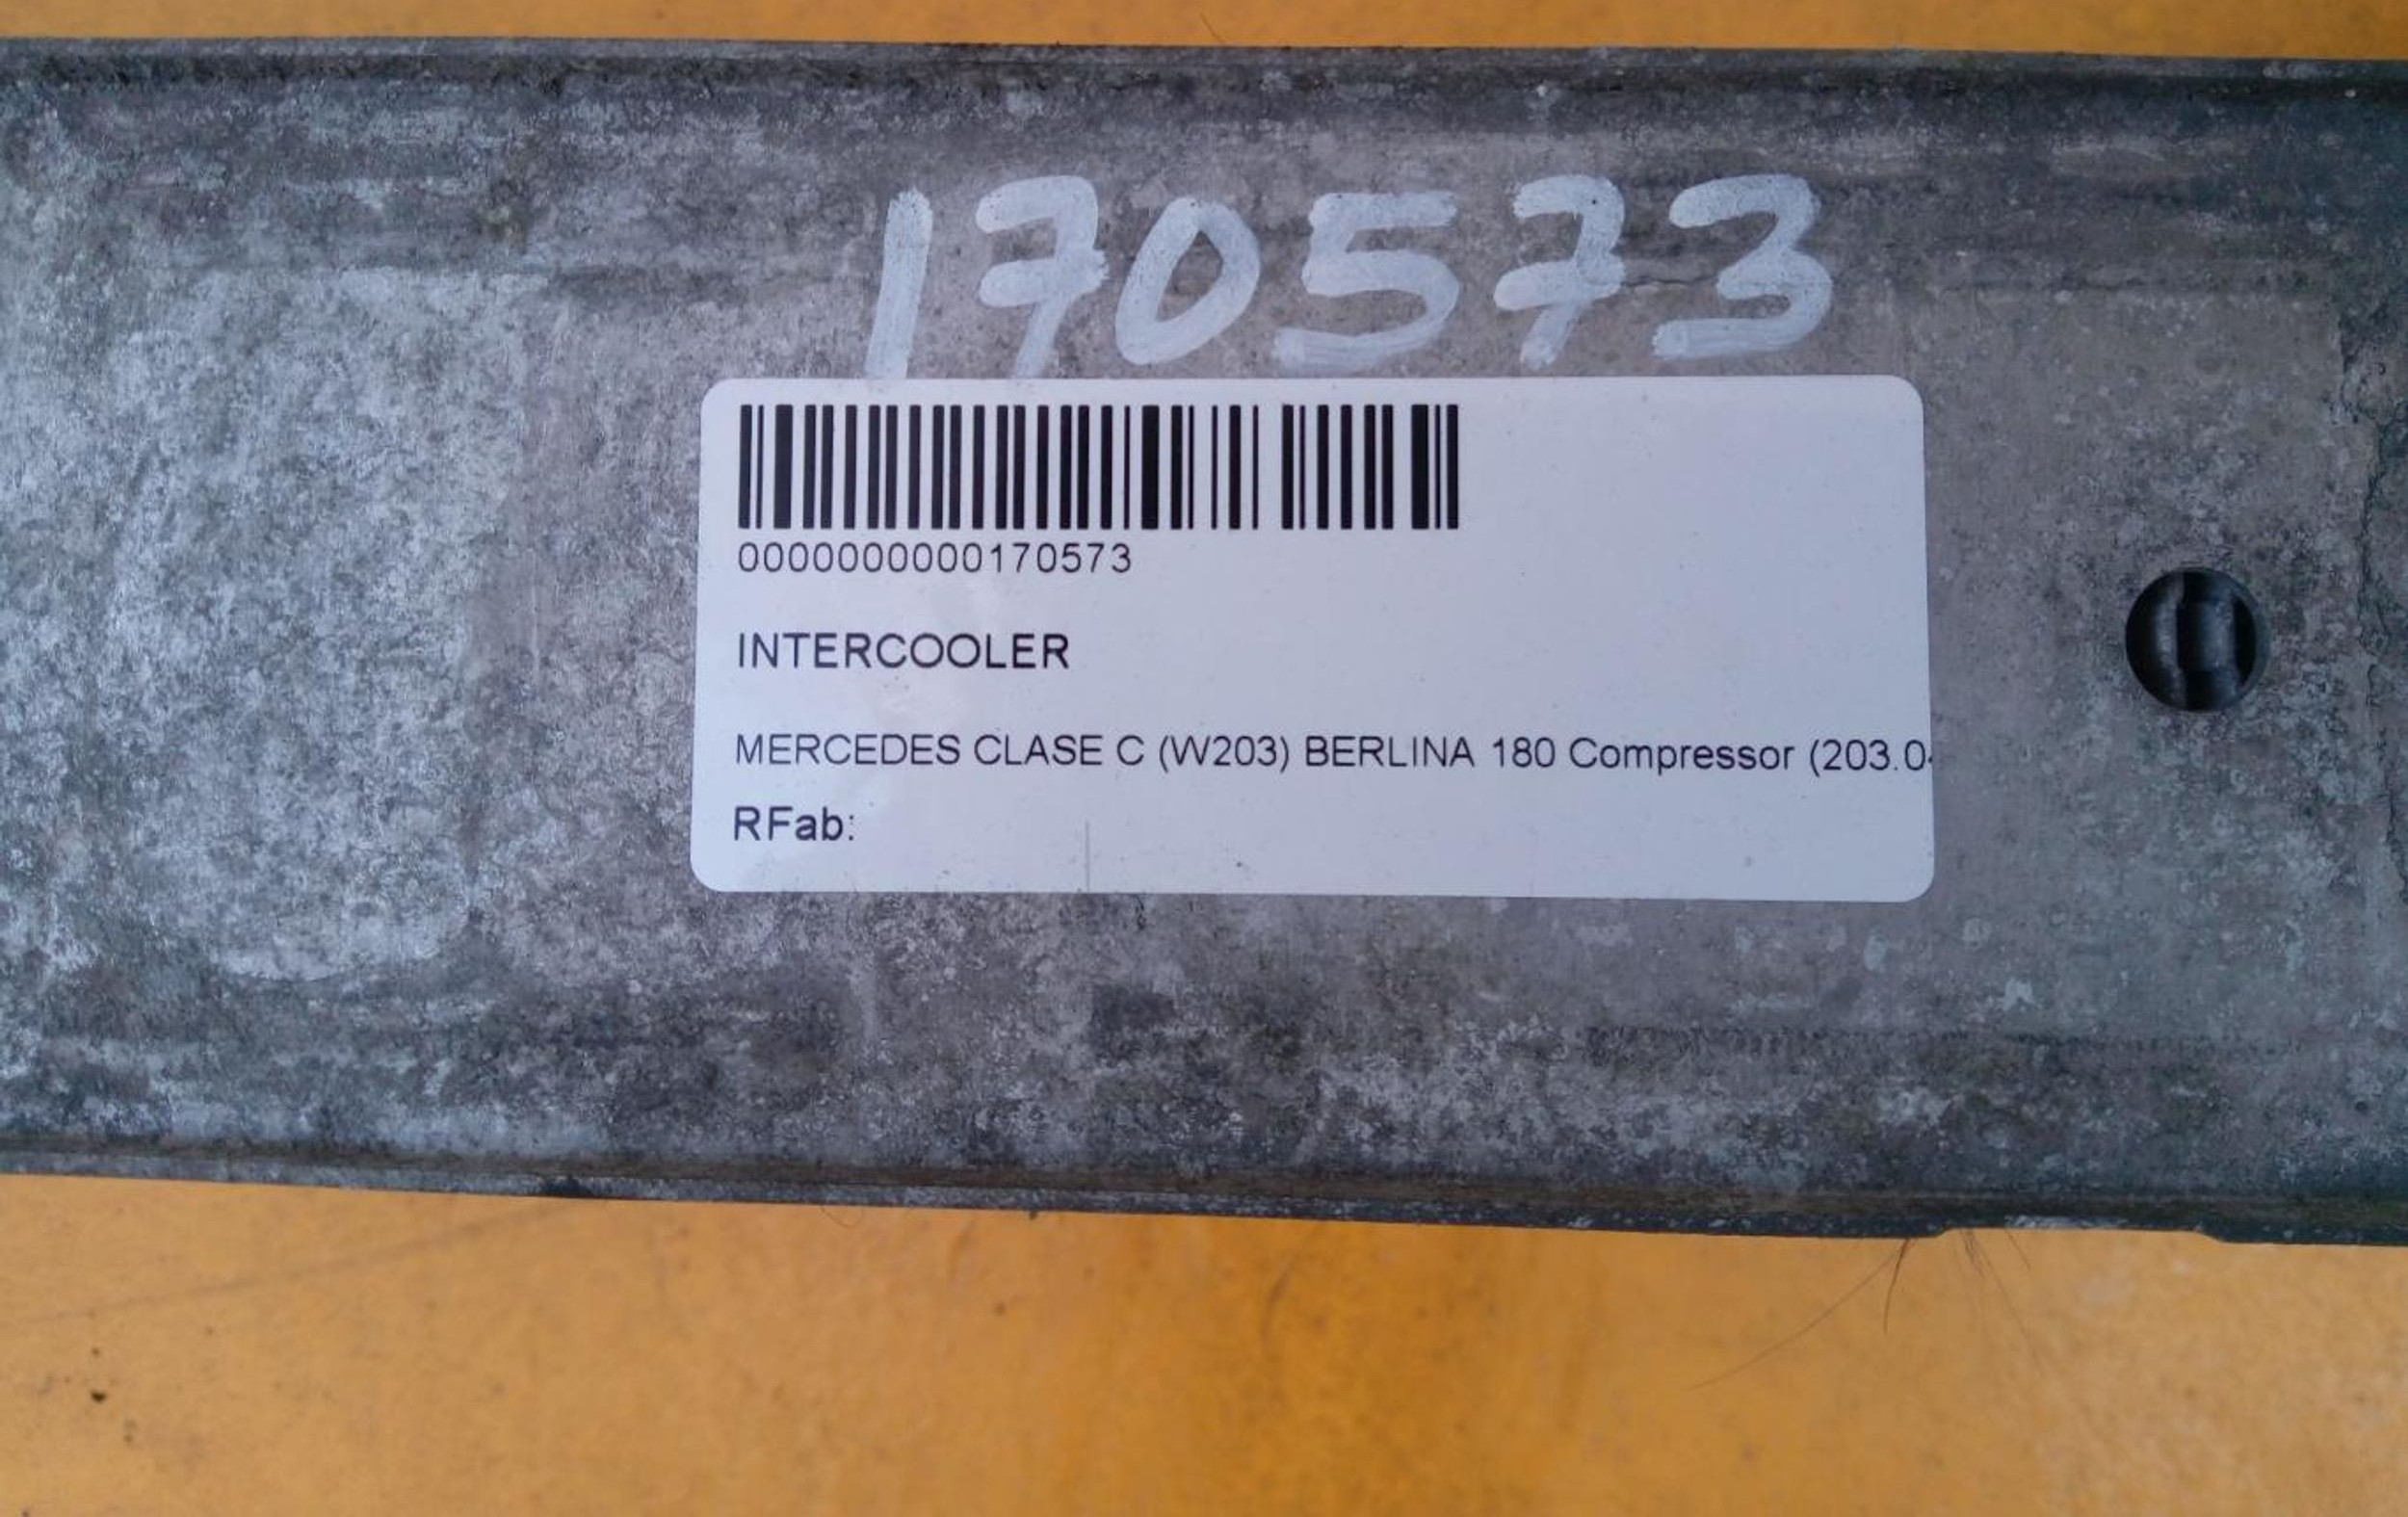 170573
0000000000170573
INTERCOOLER
MERCEDES CLASE C (W203) BERLINA 180 Compressor (203.0
RFab: